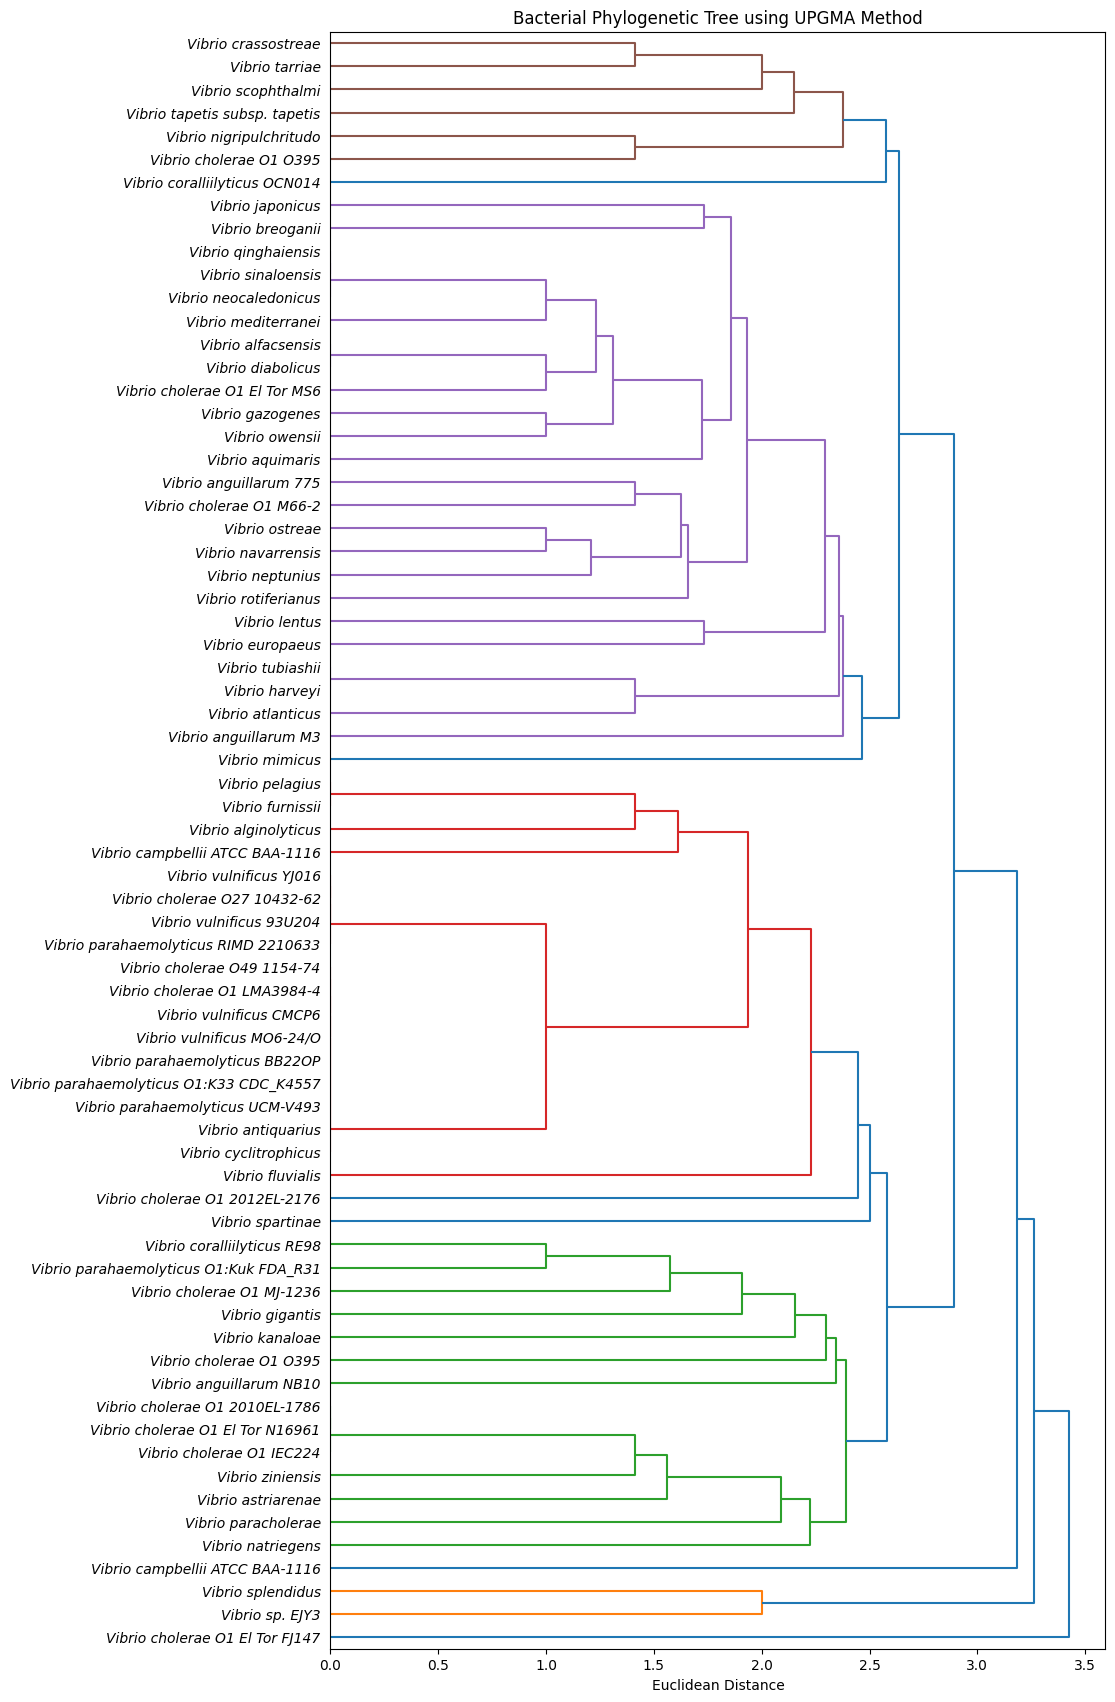 Bacterial Phylogenetic Tree using UPGMA Method
Vibrio crassostreae
Vibrio tarriae
Vibrio scophthalmi
Vibrio tapetis subsp. tapetis
Vibrio nigripulchritudo
Vibrio cholerae O1 O395
Vibrio coralliilyticus OCN014
Vibrio japonicus
Vibrio breoganii
Vibrio qinghaiensis
Vibrio sinaloensis
Vibrio neocaledonicus
Vibrio mediterranei
Vibrio alfacsensis
Vibrio diabolicus
Vibrio cholerae O1 El Tor MS6
Vibrio gazogenes
Vibrio owensii
Vibrio aquimaris
Vibrio anguillarum 775
Vibrio cholerae O1 M66-2
Vibrio ostreae
Vibrio navarrensis
Vibrio neptunius
Vibrio rotiferianus
Vibrio lentus
Vibrio europaeus
Vibrio tubiashii
Vibrio harveyi
Vibrio atlanticus
Vibrio anguillarum M3
Vibrio mimicus
Vibrio pelagius
Vibrio furnissii
Vibrio alginolyticus
Vibrio campbellii ATCC BAA-1116
Vibrio vulnificus YJ016
Vibrio cholerae O27 10432-62
Vibrio vulnificus 93U204
Vibrio parahaemolyticus RIMD 2210633
Vibrio cholerae O49 1154-74
Vibrio cholerae O1 LMA3984-4
Vibrio vulnificus CMCP6
Vibrio vulnificus MO6-24/O
Vibrio parahaemolyticus BB22OP
Vibrio parahaemolyticus O1:K33 CDC_K4557
Vibrio parahaemolyticus UCM-V493
Vibrio antiquarius
Vibrio cyclitrophicus
Vibrio fluvialis
Vibrio cholerae O1 2012EL-2176
Vibrio spartinae
Vibrio coralliilyticus RE98
Vibrio parahaemolyticus O1:Kuk FDA_R31
Vibrio cholerae O1 MJ-1236
Vibrio gigantis
Vibrio kanaloae
Vibrio cholerae O1 O395
Vibrio anguillarum NB10
Vibrio cholerae O1 2010EL-1786
Vibrio cholerae O1 El Tor N16961
Vibrio cholerae O1 IEC224
Vibrio ziniensis
Vibrio astriarenae
Vibrio paracholerae
Vibrio natriegens
Vibrio campbellii ATCC BAA-1116
Vibrio splendidus
Vibrio sp. EJY3
Vibrio cholerae O1 El Tor FJ147
0.0 0.5 1.0 1.5 2.0 2.5 3.0 3.5
Euclidean Distance